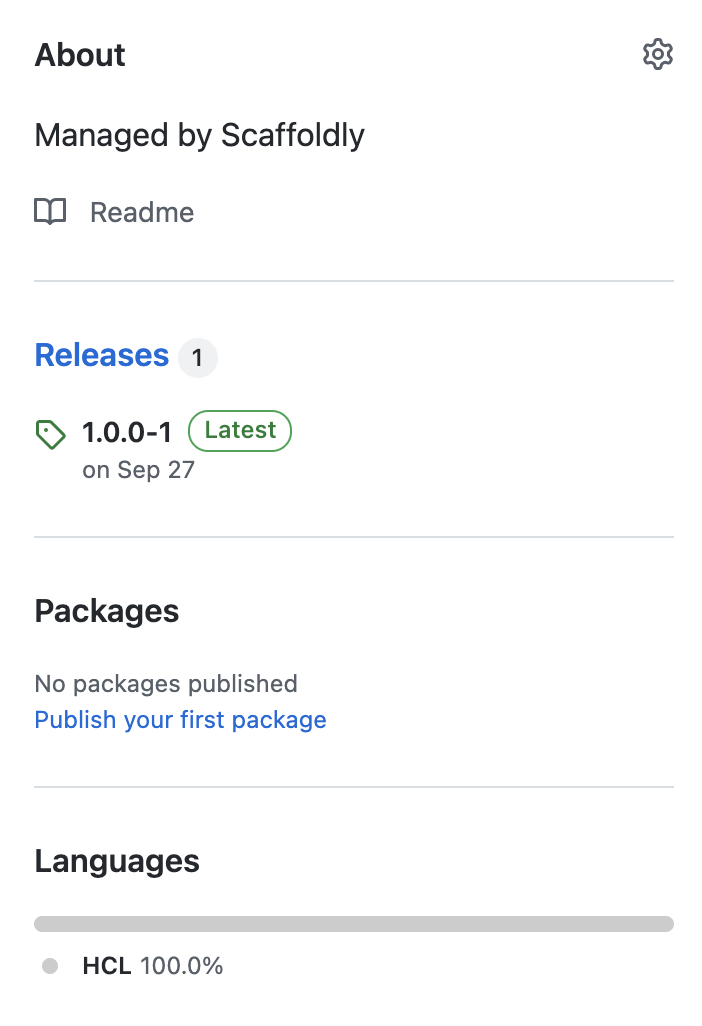 About
Managed by Scaffoldly
Readme
Releases 1
1.0.0-1 Latest
on Sep 27
Packages
No packages published
Publish your first package
Languages
HCL 100.0%